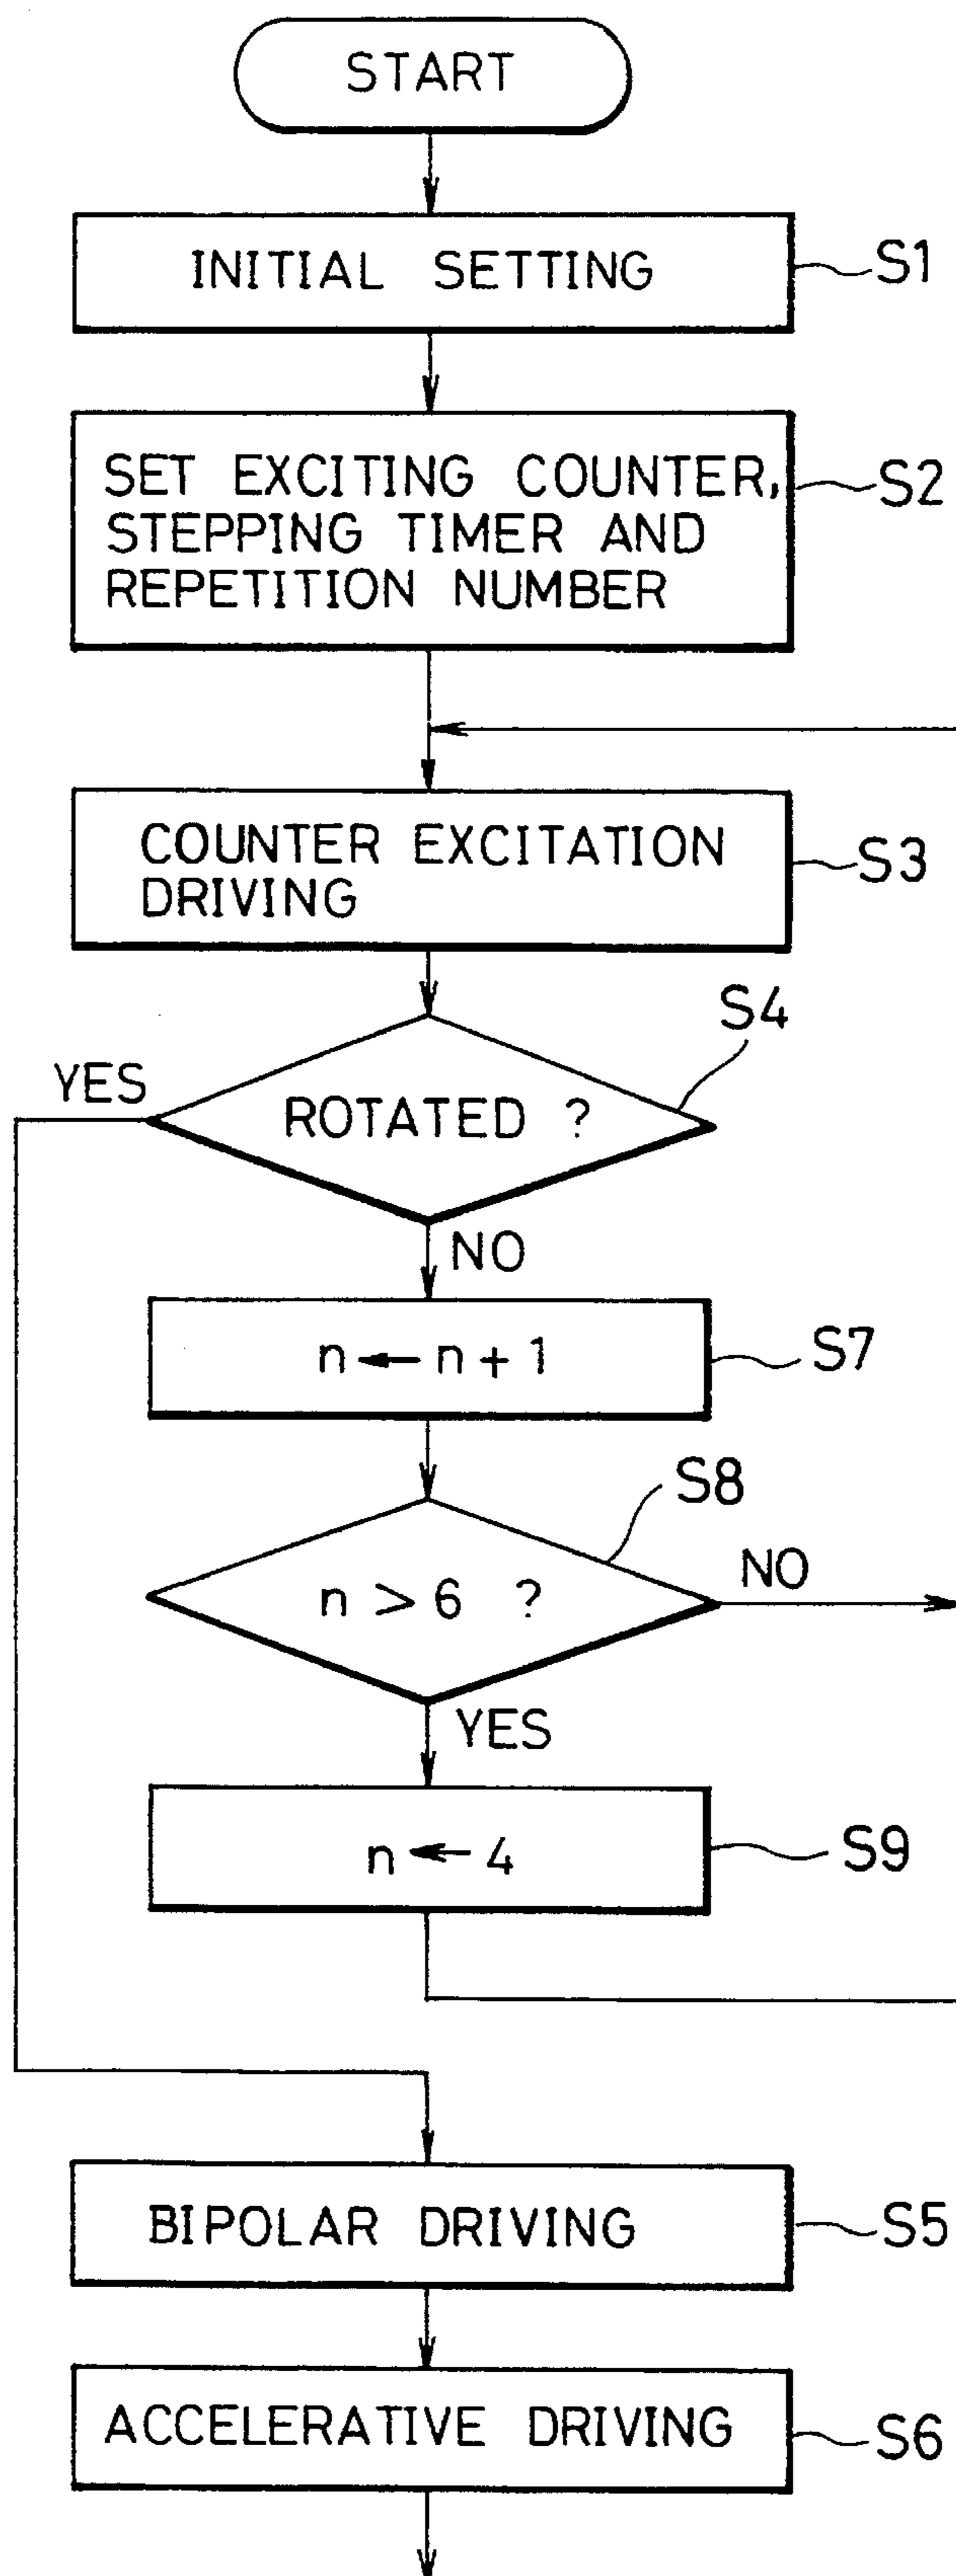 START
INITIAL SETTING
S1
SET EXCITING COUNTER,
STEPPING TIMER AND
REPETITION NUMBER
S2
COUNTER EXCITATION
DRIVING
S3
S4
YES
ROTATED ?
NO
n ← n + 1
S7
S8
n > 6 ?
NO
YES
n ← 4
S9
BIPOLAR DRIVING
S5
ACCELERATIVE DRIVING
S6